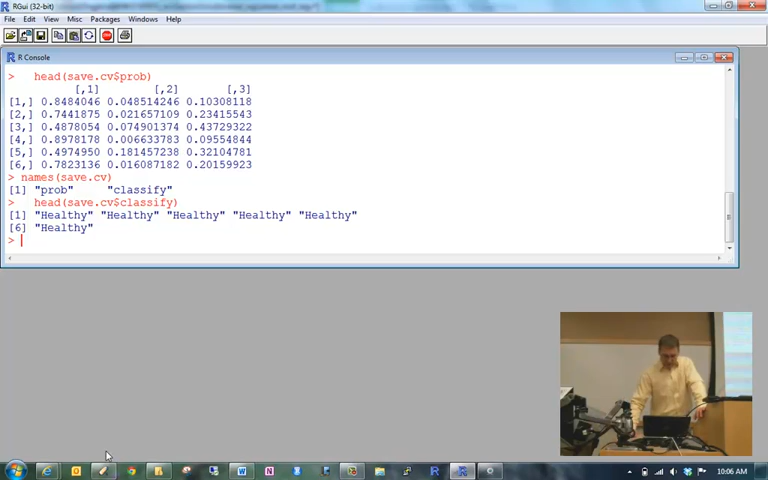 RGui (32-bit)
File Edit View Misc Packages Windows Help
R Console
> head(save.cv$prob)
[,1] [,2] [,3]
[1,] 0.8484046 0.048514246 0.10308118
[2,] 0.7441875 0.021657109 0.23415543
[3,] 0.4878054 0.074901374 0.43729322
[4,] 0.8978178 0.006633783 0.09554844
[5,] 0.4974950 0.181457238 0.32104781
[6,] 0.7823136 0.016087182 0.20159923
> names(save.cv)
[1] "prob" "classify"
> head(save.cv$classify)
[1] "Healthy" "Healthy" "Healthy" "Healthy" "Healthy"
[6] "Healthy"
>
10:06 AM